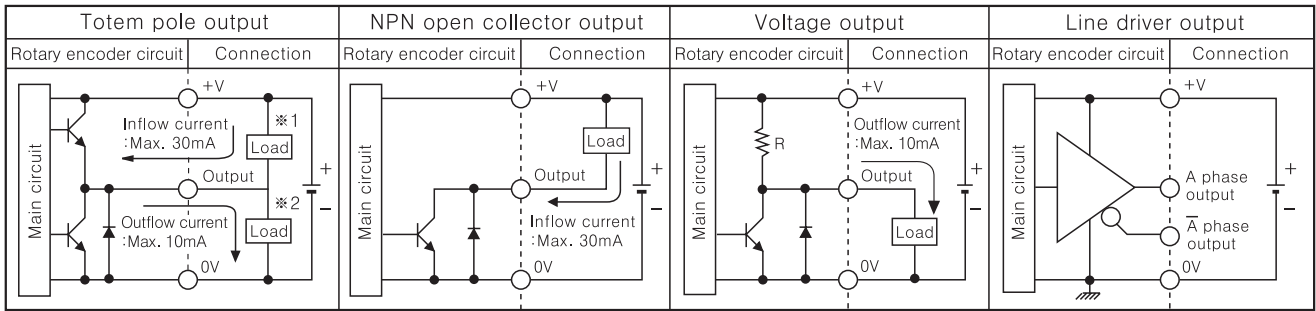 Totem pole output
Rotary encoder circuit
Connection
Main circuit
+V
Inflow current
:Max. 30mA
※1
Load
Output
+
-
※2
Outflow current
:Max. 10mA
Load
0V
NPN open collector output
Rotary encoder circuit
Connection
Main circuit
+V
Load
Output
Inflow current
:Max. 30mA
+
-
0V
Voltage output
Rotary encoder circuit
Connection
Main circuit
+V
R
Outflow current
:Max. 10mA
Output
Load
+
-
0V
Line driver output
Rotary encoder circuit
Connection
Main circuit
+V
A phase
output
A̅ phase
output
+
-
0V